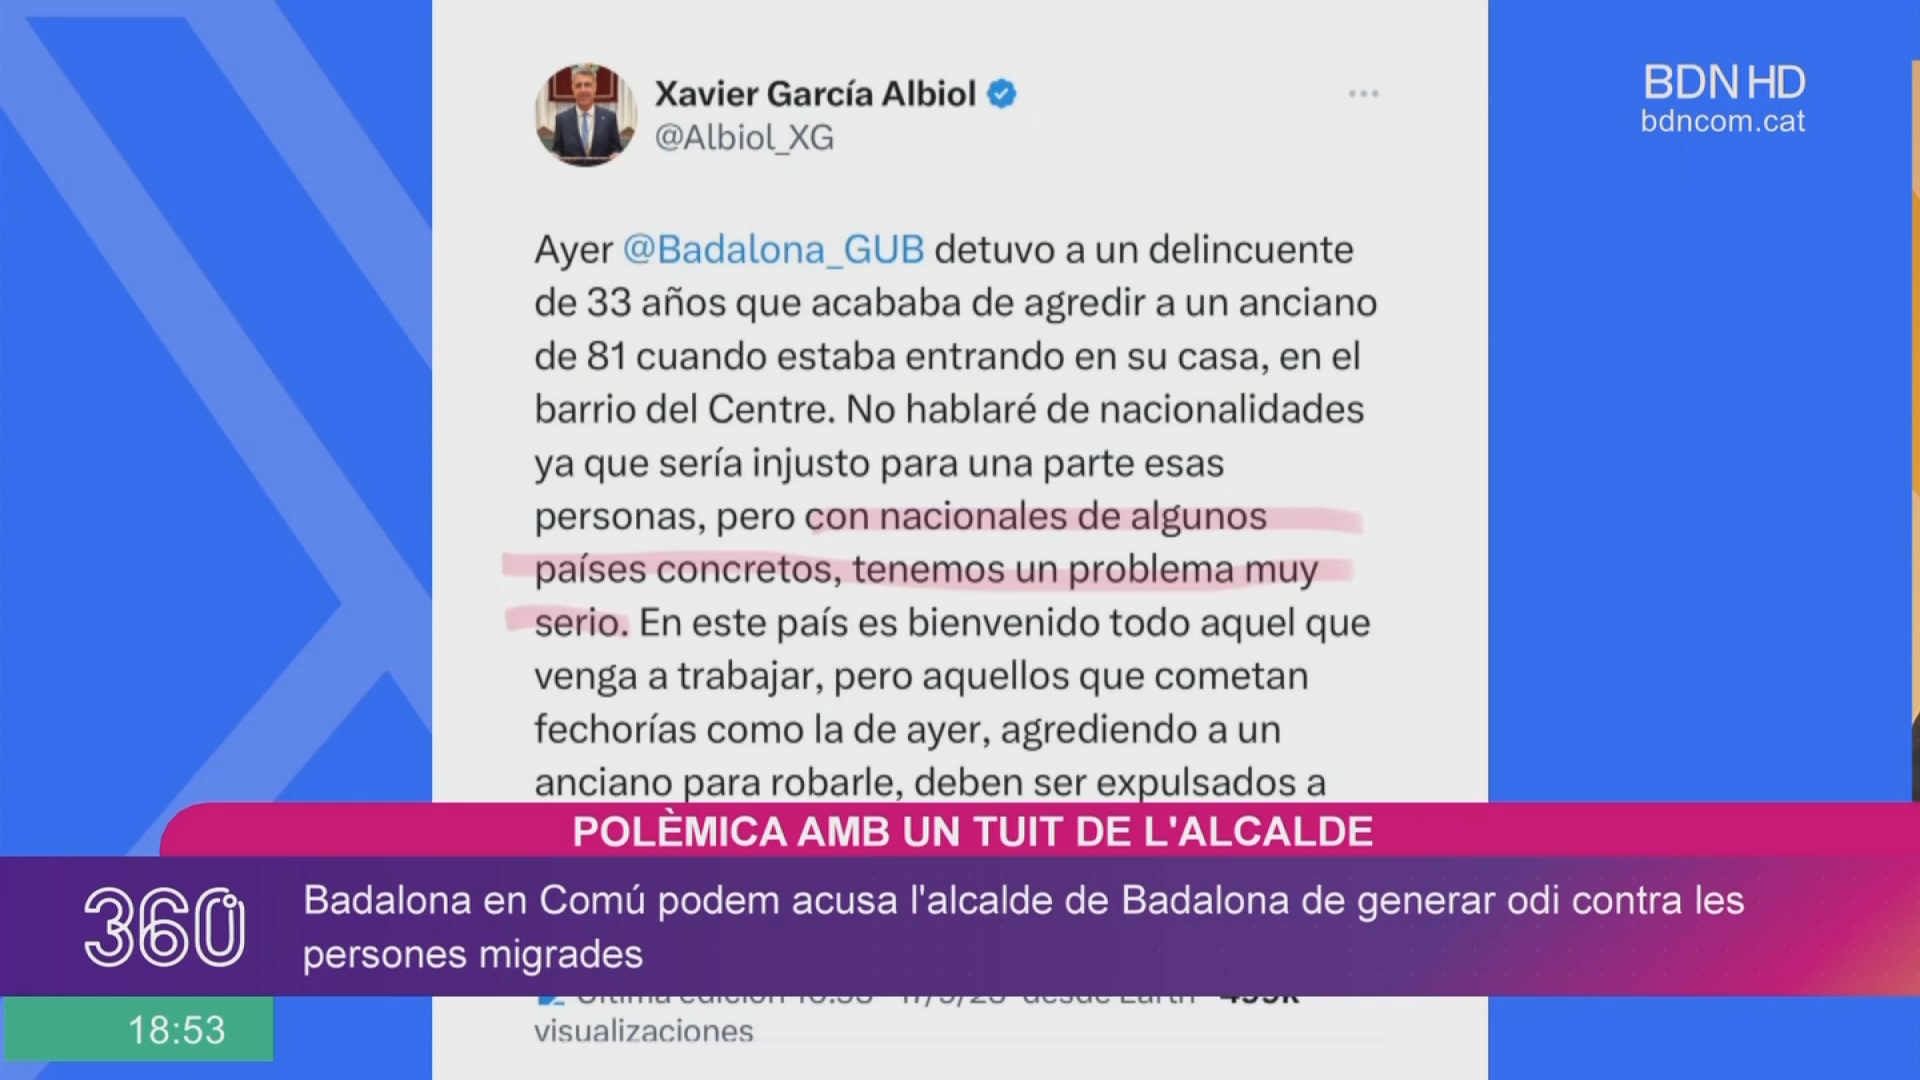 Xavier García Albiol
@Albiol_XG
BDN HD
bdncom.cat
Ayer @Badalona_GUB detuvo a un delincuente
de 33 años que acababa de agredir a un anciano
de 81 cuando estaba entrando en su casa, en el
barrio del Centre. No hablaré de nacionalidades
ya que sería injusto para una parte esas
personas, pero con nacionales de algunos
países concretos, tenemos un problema muy
serio. En este país es bienvenido todo aquel que
venga a trabajar, pero aquellos que cometan
fechorías como la de ayer, agrediendo a un
anciano para robarle, deben ser expulsados a
POLÈMICA AMB UN TUIT DE L'ALCALDE
360º
Badalona en Comú podem acusa l'alcalde de Badalona de generar odi contra les
persones migrades
desde Earth
visualizaciones
18:53